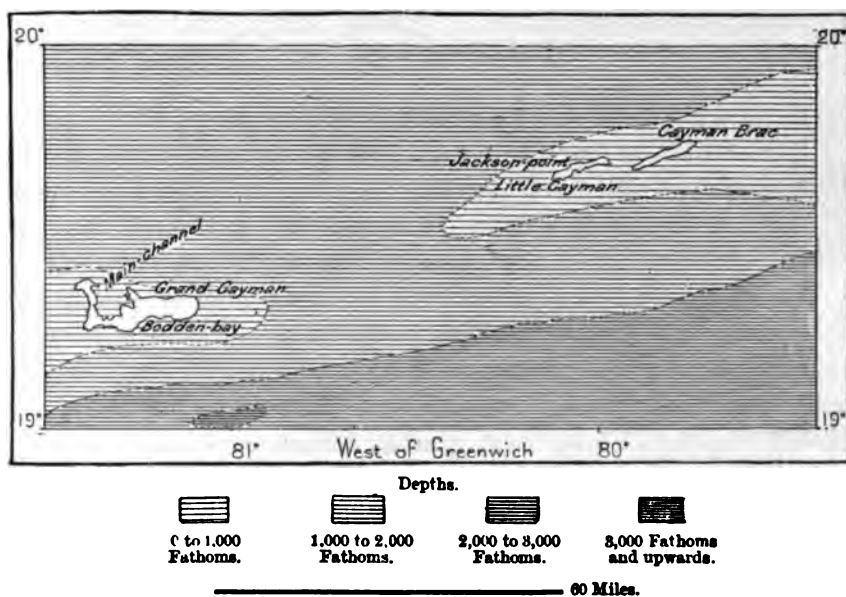 20°
20°
Cayman Brac
Jackson-point
Little Cayman
Main-channel
Grand Cayman
Bodden-bay
19°
19°
81°
West of Greenwich
80°
Depths.
0 to 1,000
Fathoms.
1,000 to 2,000
Fathoms.
2,000 to 3,000
Fathoms.
3,000 Fathoms
and upwards.
60 Miles.